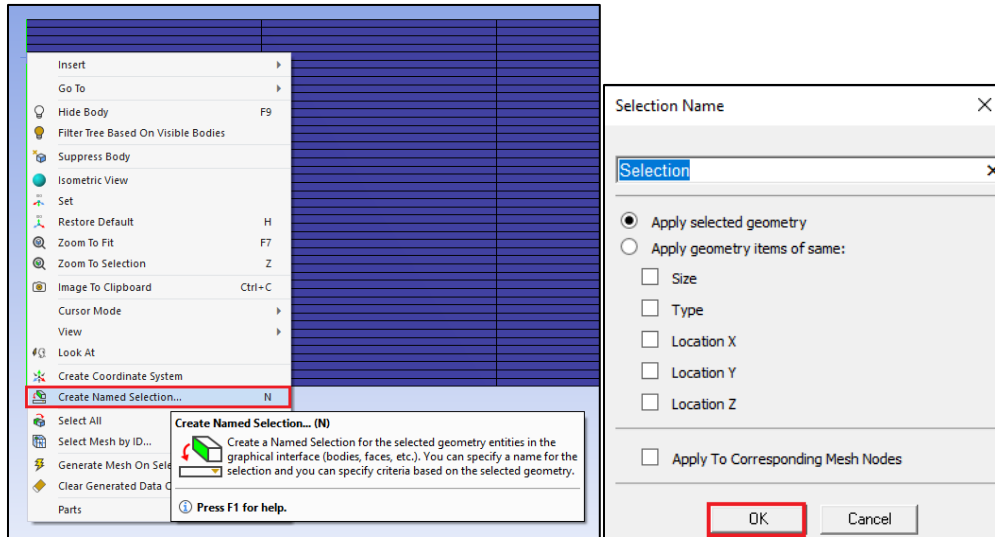 Insert
Go To
Hide Body F9
Filter Tree Based On Visible Bodies
Suppress Body
Isometric View
Set
Restore Default H
Zoom To Fit F7
Zoom To Selection Z
Image To Clipboard Ctrl+C
Cursor Mode
View
Look At
Create Coordinate System
Create Named Selection... N
Select All
Select Mesh by ID...
Generate Mesh On Sele
Clear Generated Data
Parts
Create Named Selection... (N)
Create a Named Selection for the selected geometry entities in the
graphical interface (bodies, faces, etc.). You can specify a name for the
selection and you can specify criteria based on the selected geometry.
Press F1 for help.
Selection Name
Selection
Apply selected geometry
Apply geometry items of same:
Size
Type
Location X
Location Y
Location Z
Apply To Corresponding Mesh Nodes
OK Cancel